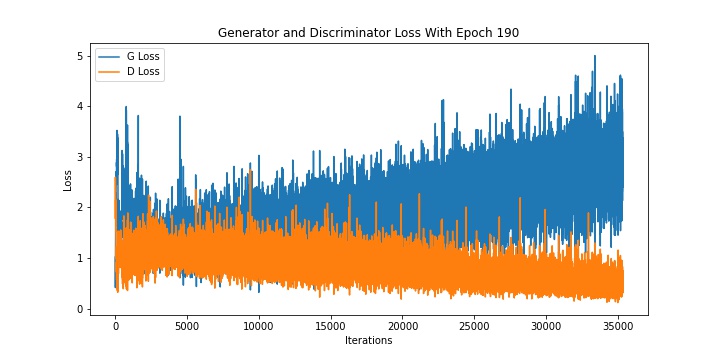 Generator and Discriminator Loss With Epoch 190
G Loss
D Loss
Loss
5
4
3
2
1
0
0 5000 10000 15000 20000 25000 30000 35000
Iterations